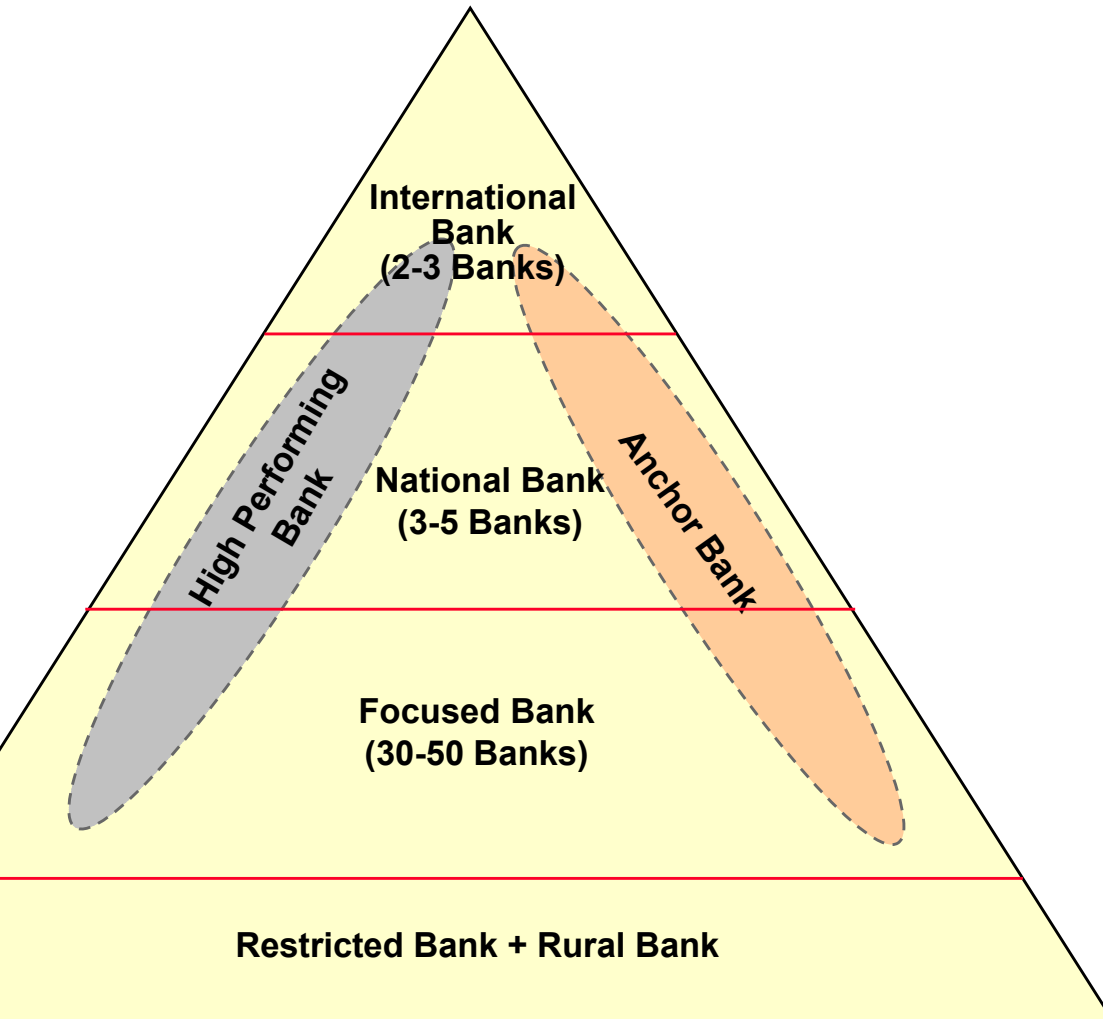 International
Bank
(2-3 Banks)
High Performing
Bank
National Bank
(3-5 Banks)
Anchor Bank
Focused Bank
(30-50 Banks)
Restricted Bank + Rural Bank